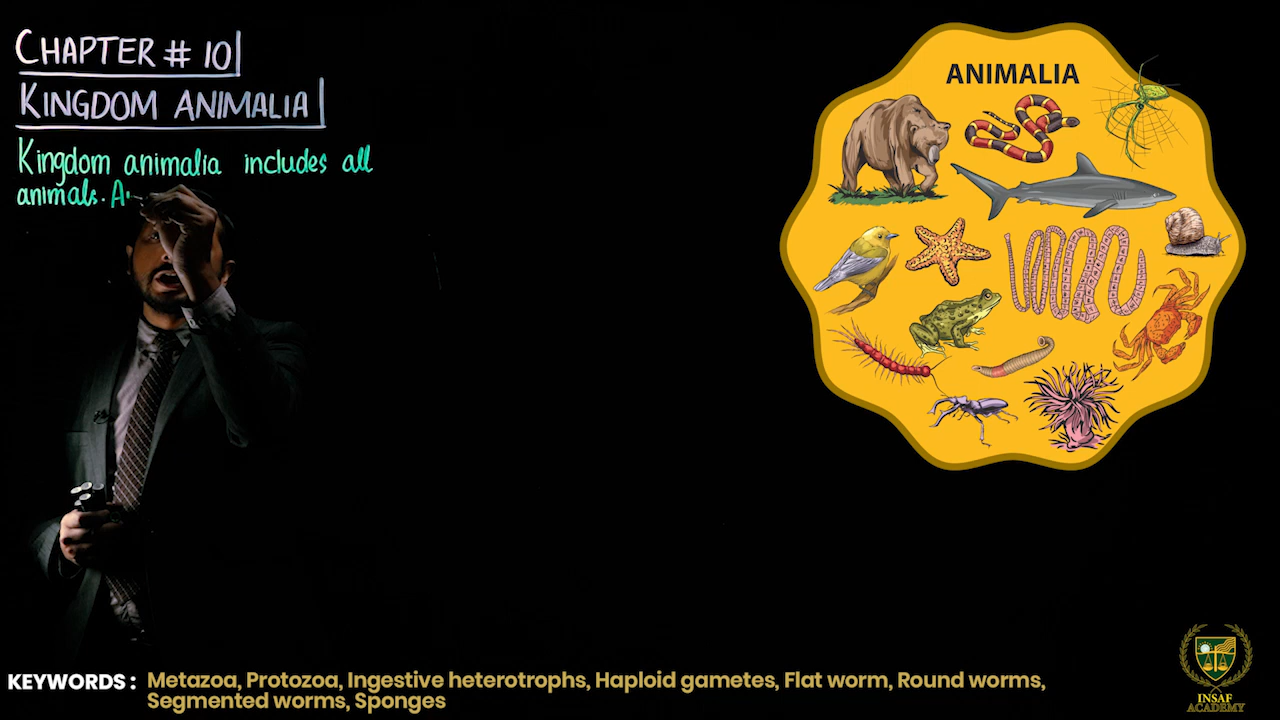 CHAPTER # 10
KINGDOM ANIMALIA
Kingdom animalia includes all
animals. A
ANIMALIA
KEYWORDS : Metazoa, Protozoa, Ingestive heterotrophs, Haploid gametes, Flat worm, Round worms,
Segmented worms, Sponges
INSAF
ACADEMY